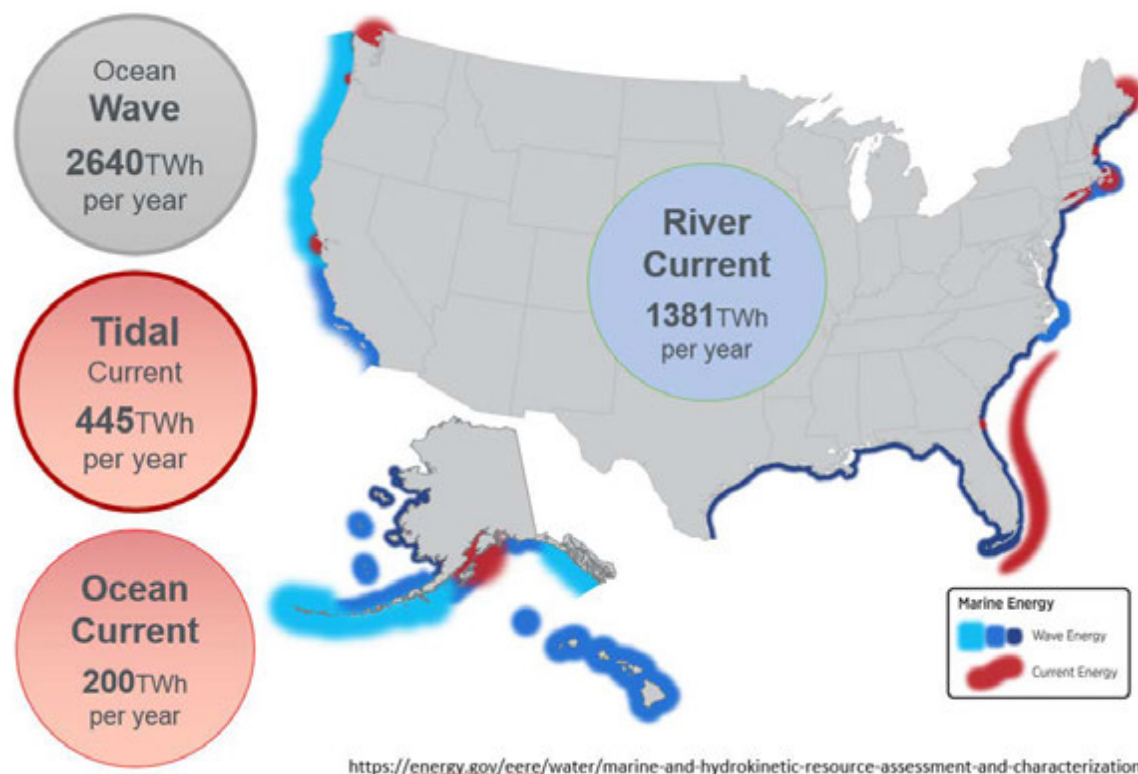 Ocean
Wave
2640TWh
per year
Tidal
Current
445TWh
per year
Ocean
Current
200TWh
per year
River
Current
1381TWh
per year
Marine Energy
Wave Energy
Current Energy
https://energy.gov/eere/water/marine-and-hydrokinetic-resource-assessment-and-characterization